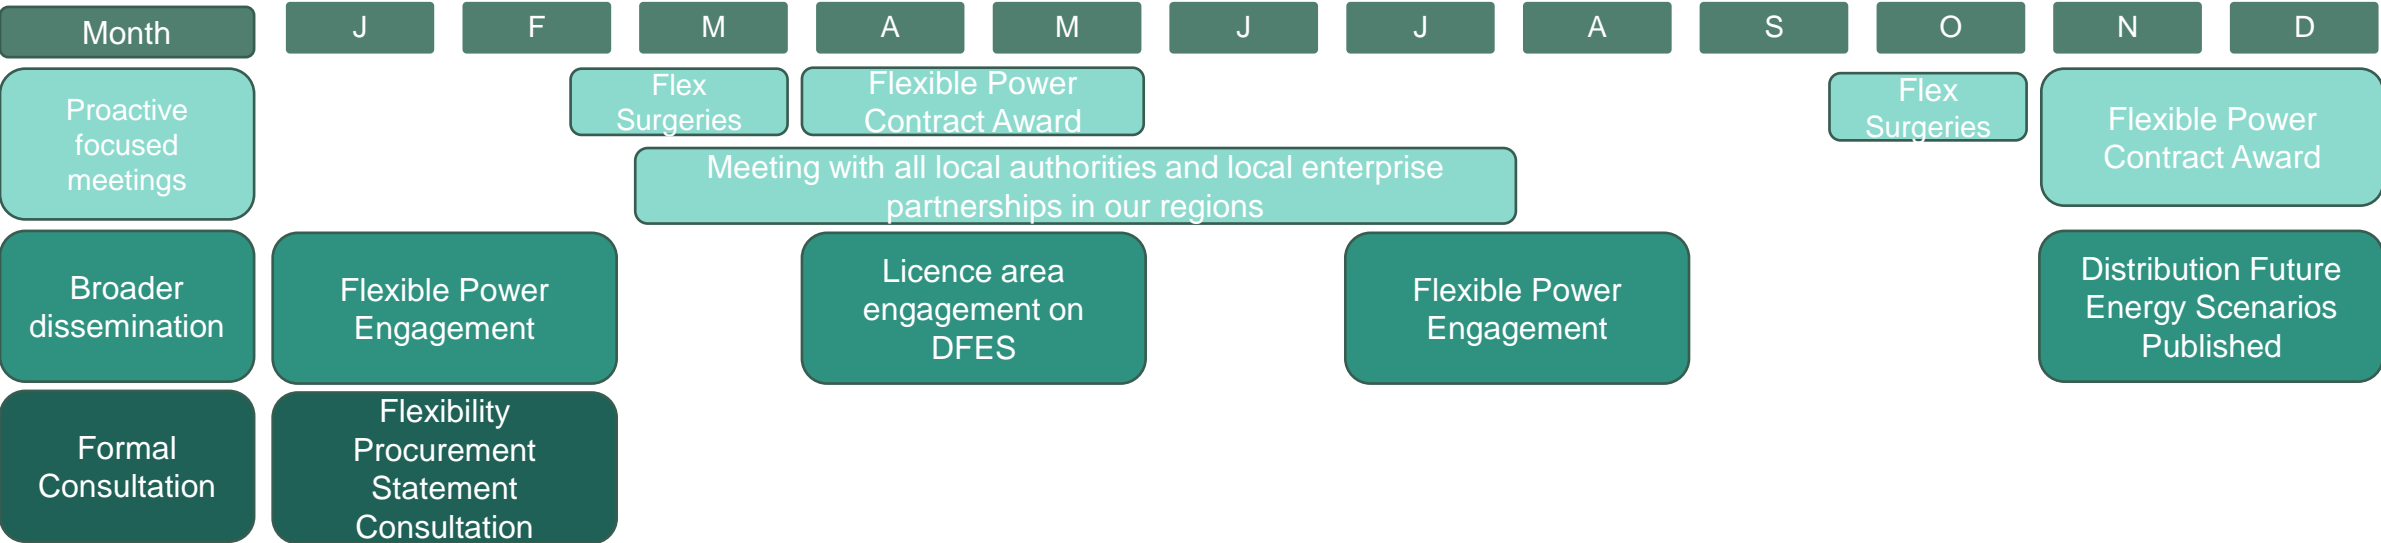 Month
J
F
M
A
M
J
J
A
S
O
N
D
Proactive
focused
meetings
Flex
Surgeries
Flexible Power
Contract Award
Flex
Surgeries
Flexible Power
Contract Award
Meeting with all local authorities and local enterprise
partnerships in our regions
Broader
dissemination
Flexible Power
Engagement
Licence area
engagement on
DFES
Flexible Power
Engagement
Distribution Future
Energy Scenarios
Published
Formal
Consultation
Flexibility
Procurement
Statement
Consultation